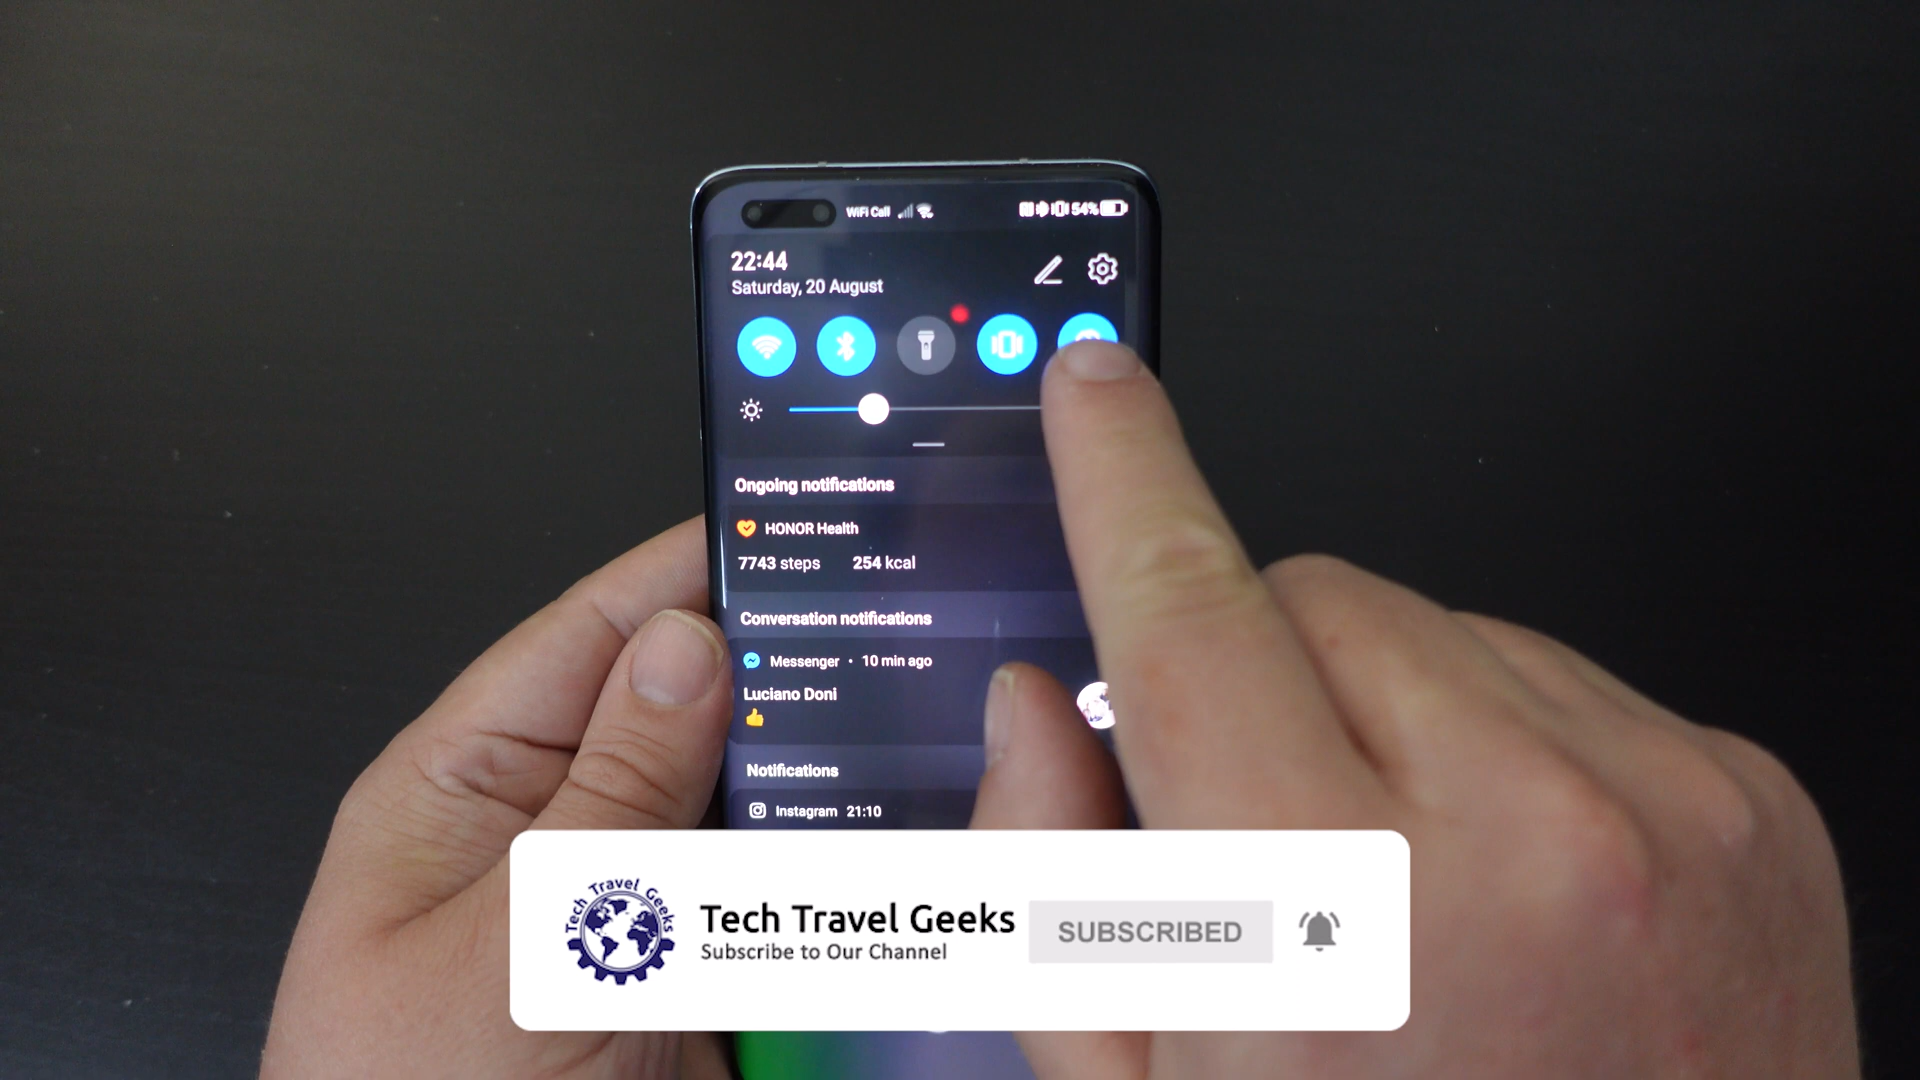 WiFi Call
54%
22:44
Saturday, 20 August
Ongoing notifications
HONOR Health
7743 steps 254 kcal
Conversation notifications
Messenger • 10 min ago
Luciano Doni
Notifications
Instagram 21:10
Tech Travel Geeks
Tech Travel Geeks
Subscribe to Our Channel
SUBSCRIBED